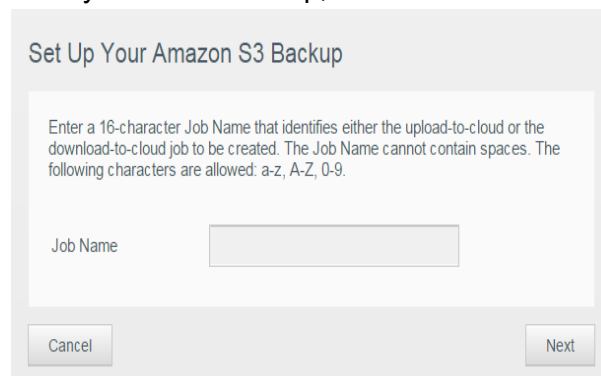 Set Up Your Amazon S3 Backup
Enter a 16-character Job Name that identifies either the upload-to-cloud or the
download-to-cloud job to be created. The Job Name cannot contain spaces. The
following characters are allowed: a-z, A-Z, 0-9.
Job Name
Cancel
Next